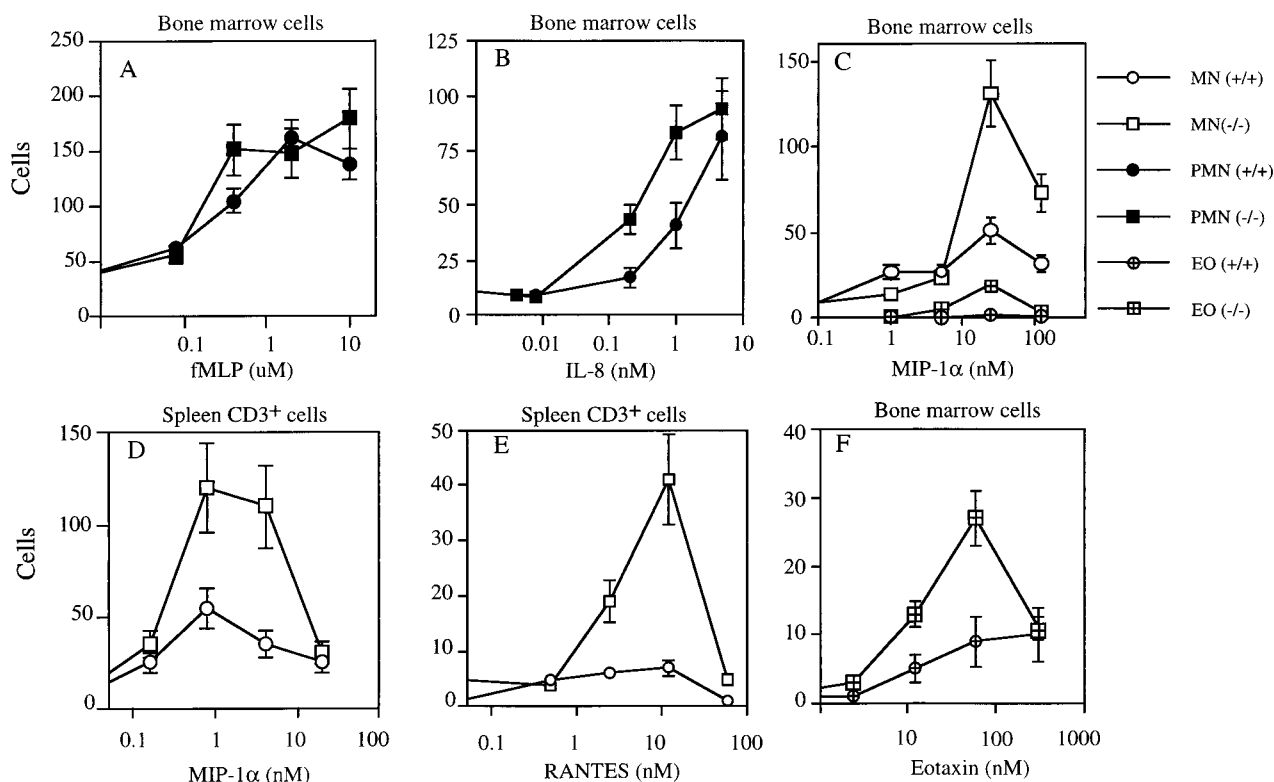 Bone marrow cells
Bone marrow cells
Bone marrow cells
A
250
200
150
100
50
0
Cells
0.1
1
10
fMLP (uM)
B
125
100
75
50
25
0
0.01
0.1
1
10
IL-8 (nM)
C
150
100
50
0
0.1
1
10
100
MIP-1α (nM)
MN (+/+)
MN(-/-)
PMN (+/+)
PMN (-/-)
EO (+/+)
EO (-/-)
Spleen CD3+ cells
Spleen CD3+ cells
Bone marrow cells
D
150
100
50
0
Cells
0.1
1
10
100
MIP-1α (nM)
E
50
40
30
20
10
0
0.1
1
10
100
RANTES (nM)
F
40
30
20
10
0
10
100
1000
Eotaxin (nM)